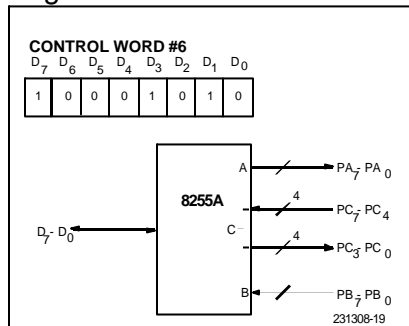 CONTROL WORD #6
D7 D6 D5 D4 D3 D2 D1 D0
1 0 0 0 1 0 1 0
8255A
A
PA7- PA0
4
PC7- PC4
C
D7- D0
4
PC3- PC0
B
PB7- PB0
231308-19